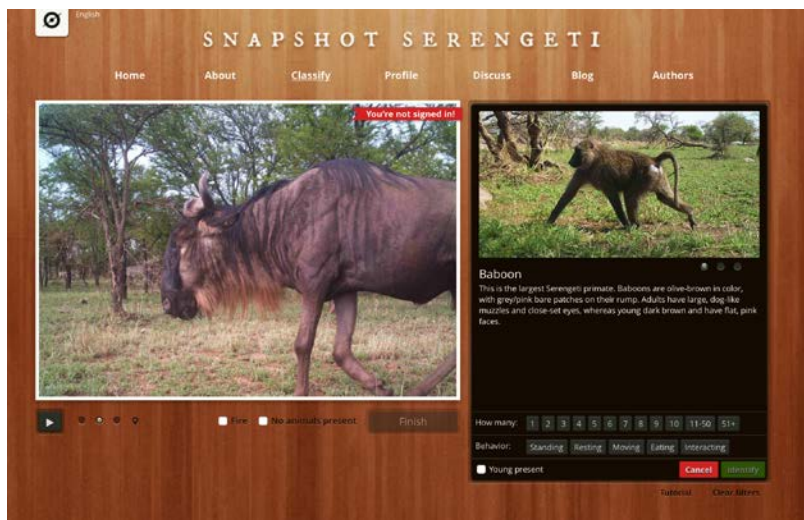 English
SNAPSHOT SERENGETI
Home About Classify Profile Discuss Blog Authors
You're not signed in!
Baboon
This is the largest Serengeti primate. Baboons are olive-brown in color,
with grey/pink bare patches on their rump. Adults have large, dog-like
muzzles and close-set eyes, whereas young dark brown and have flat, pink
faces.
Fire No animals present Finish
How many: 1 2 3 4 5 6 7 8 9 10 11-50 51+
Behavior: Standing Resting Moving Eating Interacting
Young present Cancel Identify
Tutorial Clear filters